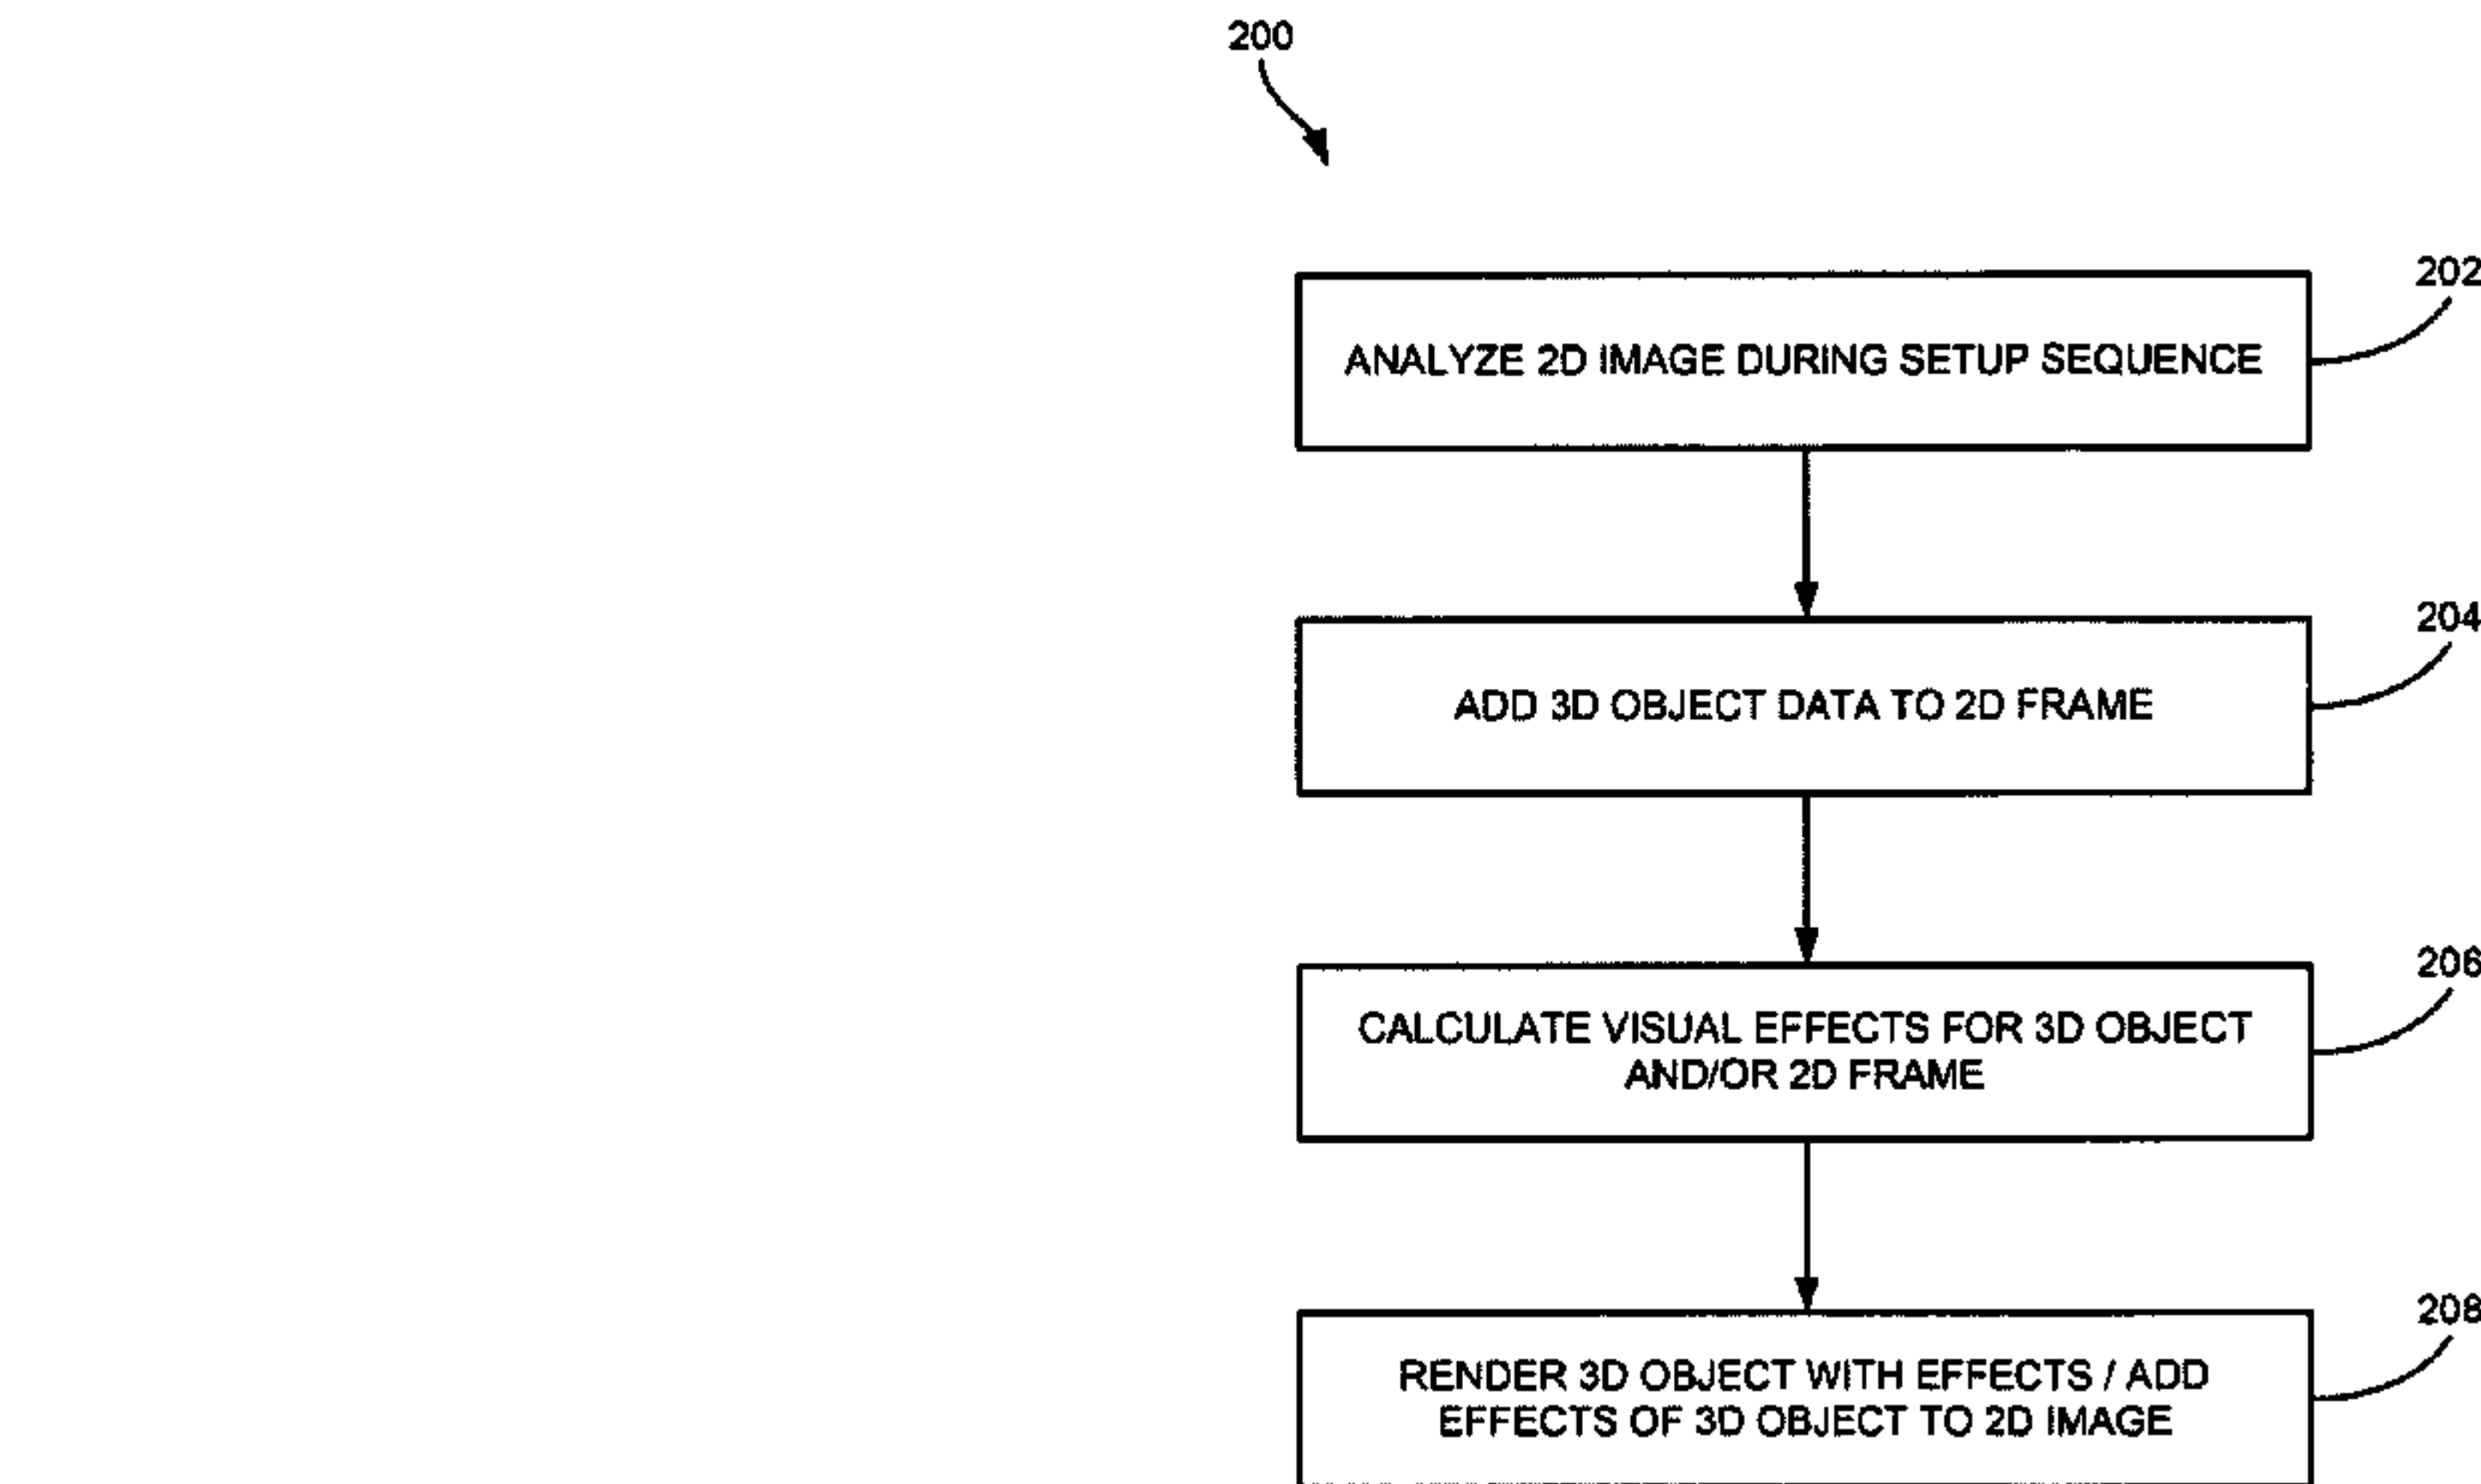 200
202
ANALYZE 2D IMAGE DURING SETUP SEQUENCE
204
ADD 3D OBJECT DATA TO 2D FRAME
206
CALCULATE VISUAL EFFECTS FOR 3D OBJECT
AND/OR 2D FRAME
208
RENDER 3D OBJECT WITH EFFECTS / ADD
EFFECTS OF 3D OBJECT TO 2D IMAGE